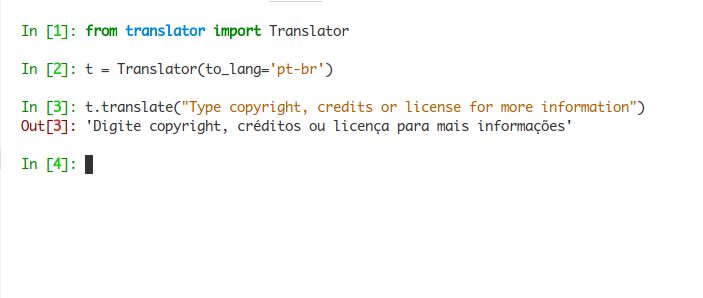 In [1]: from translator import Translator
In [2]: t = Translator(to_lang='pt-br')
In [3]: t.translate("Type copyright, credits or license for more information")
Out[3]: 'Digite copyright, créditos ou licença para mais informações'
In [4]: